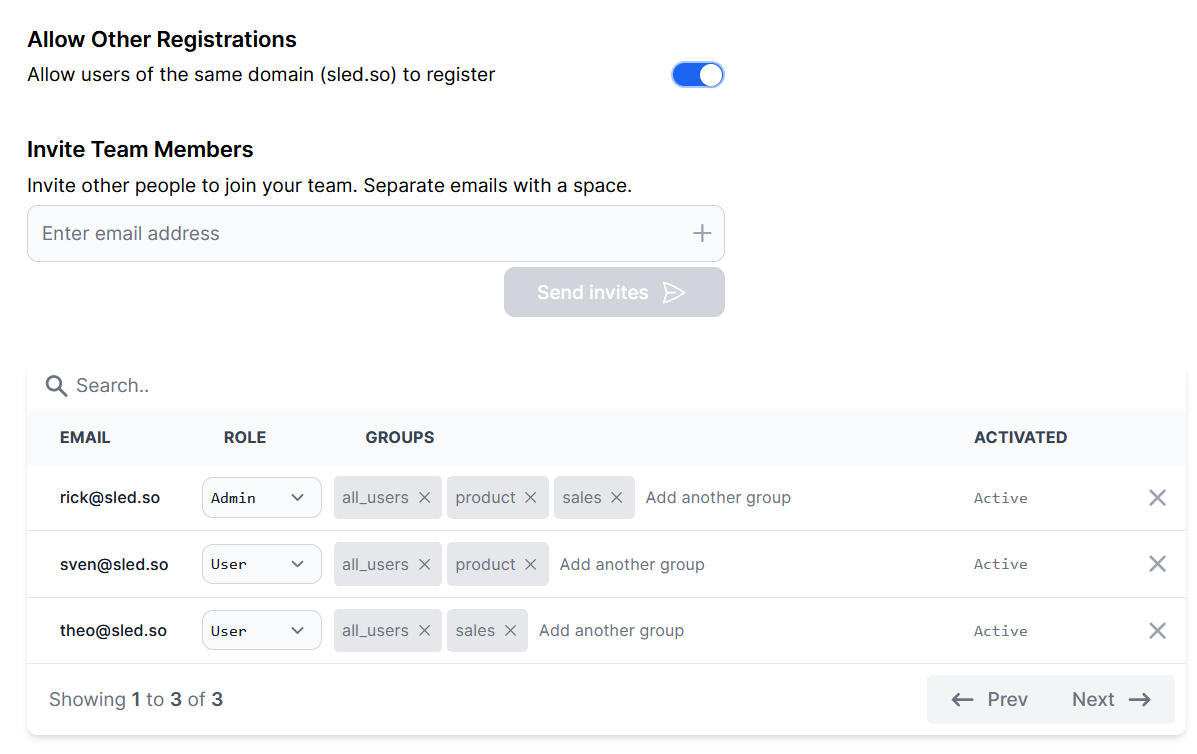 Allow Other Registrations
Allow users of the same domain (sled.so) to register
Invite Team Members
Invite other people to join your team. Separate emails with a space.
Enter email address
Send invites
Search..
EMAIL ROLE GROUPS ACTIVATED
rick@sled.so Admin all_users product sales Add another group Active
sven@sled.so User all_users product Add another group Active
theo@sled.so User all_users sales Add another group Active
Showing 1 to 3 of 3 Prev Next